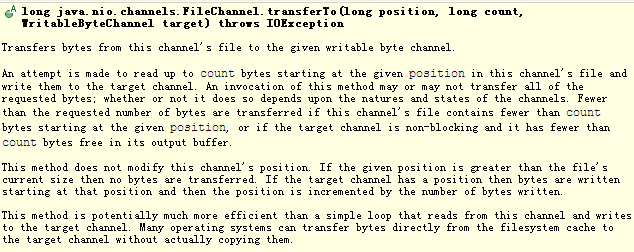 A
long java.nio.channels.FileChannel.transferTo(long position, long count,
WritableByteChannel target) throws IOException
Transfers bytes from this channel's file to the given writable byte channel.
An attempt is made to read up to count bytes starting at the given position in this channel's file and
write them to the target channel. An invocation of this method may or may not transfer all of the
requested bytes; whether or not it does so depends upon the natures and states of the channels. Fewer
than the requested number of bytes are transferred if this channel's file contains fewer than count
bytes starting at the given position, or if the target channel is non-blocking and it has fewer than
count bytes free in its output buffer.
This method does not modify this channel's position. If the given position is greater than the file's
current size then no bytes are transferred. If the target channel has a position then bytes are written
starting at that position and then the position is incremented by the number of bytes written.
This method is potentially much more efficient than a simple loop that reads from this channel and writes
to the target channel. Many operating systems can transfer bytes directly from the filesystem cache to
the target channel without actually copying them.